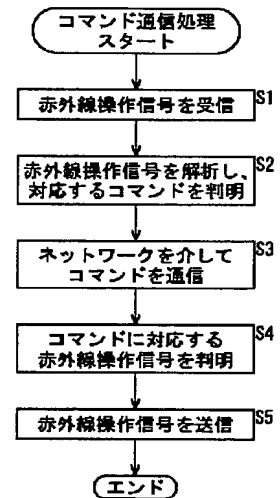 コマンド通信処理
スタート
S1
赤外線操作信号を受信
S2
赤外線操作信号を解析し、
対応するコマンドを判明
S3
ネットワークを介して
コマンドを通信
S4
コマンドに対応する
赤外線操作信号を判明
S5
赤外線操作信号を送信
エンド